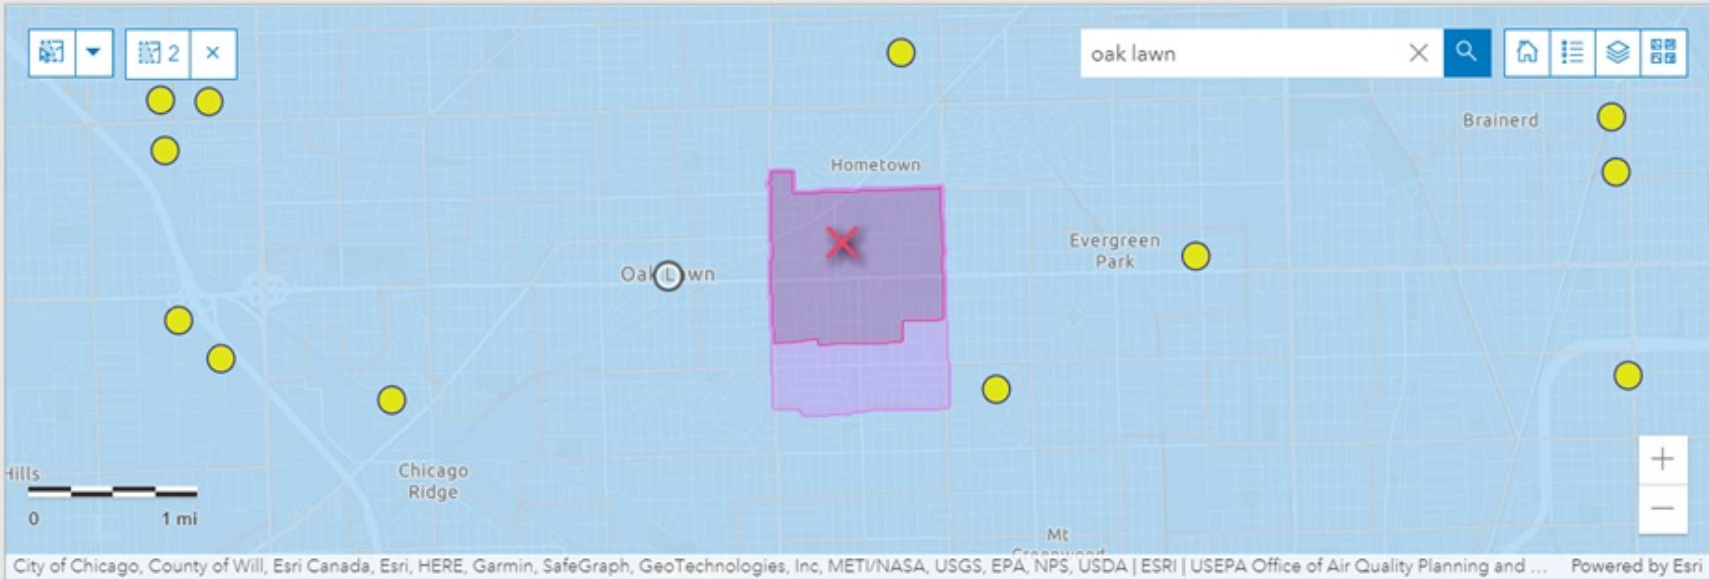 2
oak lawn
Brainerd
Hometown
Evergreen
Park
Oak Lawn
Chicago
Ridge
Hills
0 1 mi
Mt
Greenwood
City of Chicago, County of Will, Esri Canada, Esri, HERE, Garmin, SafeGraph, GeoTechnologies, Inc, METI/NASA, USGS, EPA, NPS, USDA | ESRI | USEPA Office of Air Quality Planning and ... Powered by Esri